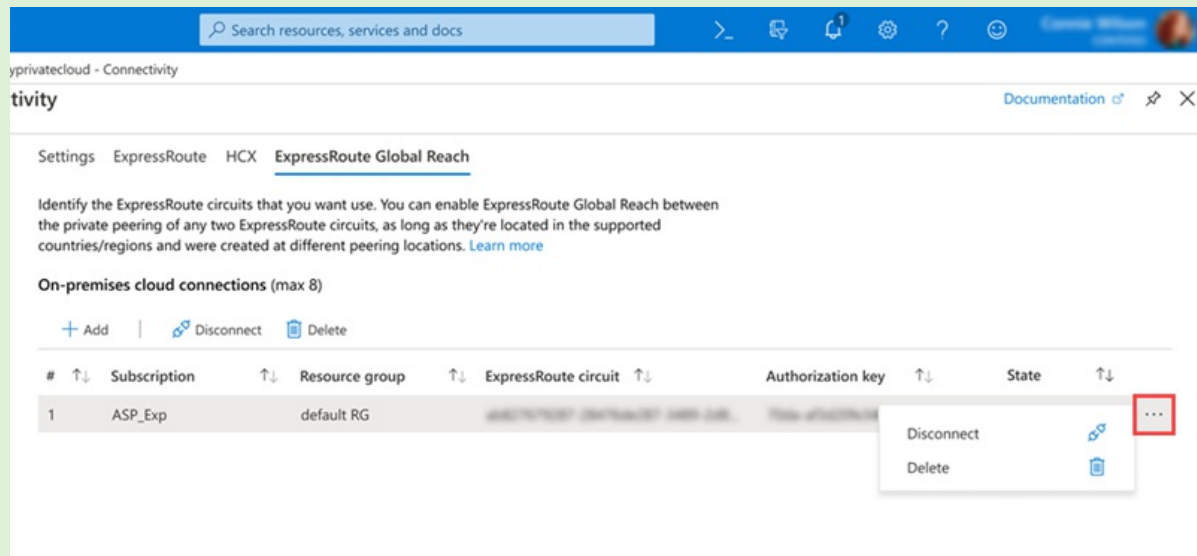 Search resources, services and docs
1
yprivatecloud - Connectivity
tivity
Documentation
Settings ExpressRoute HCX ExpressRoute Global Reach
Identify the ExpressRoute circuits that you want use. You can enable ExpressRoute Global Reach between
the private peering of any two ExpressRoute circuits, as long as they're located in the supported
countries/regions and were created at different peering locations. Learn more
On-premises cloud connections (max 8)
Add Disconnect Delete
# Subscription Resource group ExpressRoute circuit Authorization key State
1 ASP_Exp default RG
Disconnect
Delete